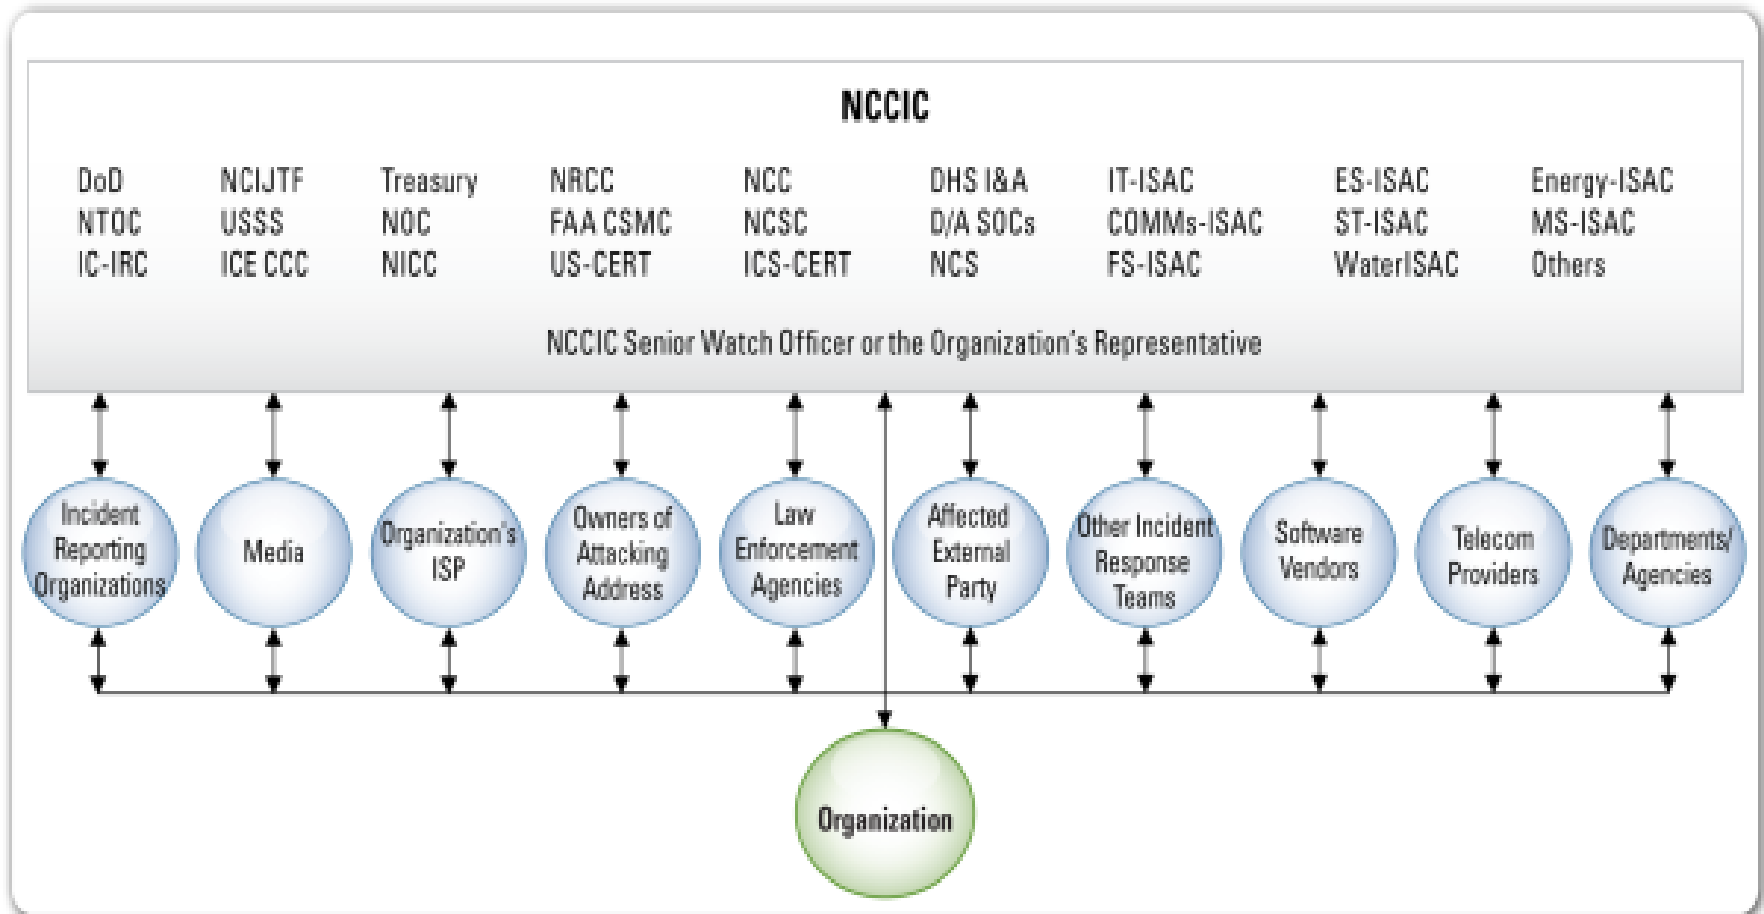 NCCIC
DoD NCIJTF Treasury NRCC NCC DHS I&A IT-ISAC ES-ISAC Energy-ISAC
NTOC USSS NOC FAA CSMC NCSC D/A SOCs COMMs-ISAC ST-ISAC MS-ISAC
IC-IRC ICE CCC NICC US-CERT ICS-CERT NCS FS-ISAC WaterISAC Others
NCCIC Senior Watch Officer or the Organization's Representative
Incident
Reporting
Organizations
Media
Organization's
ISP
Owners of
Attacking
Address
Law
Enforcement
Agencies
Affected
External
Party
Other Incident
Response
Teams
Software
Vendors
Telecom
Providers
Departments/
Agencies
Organization